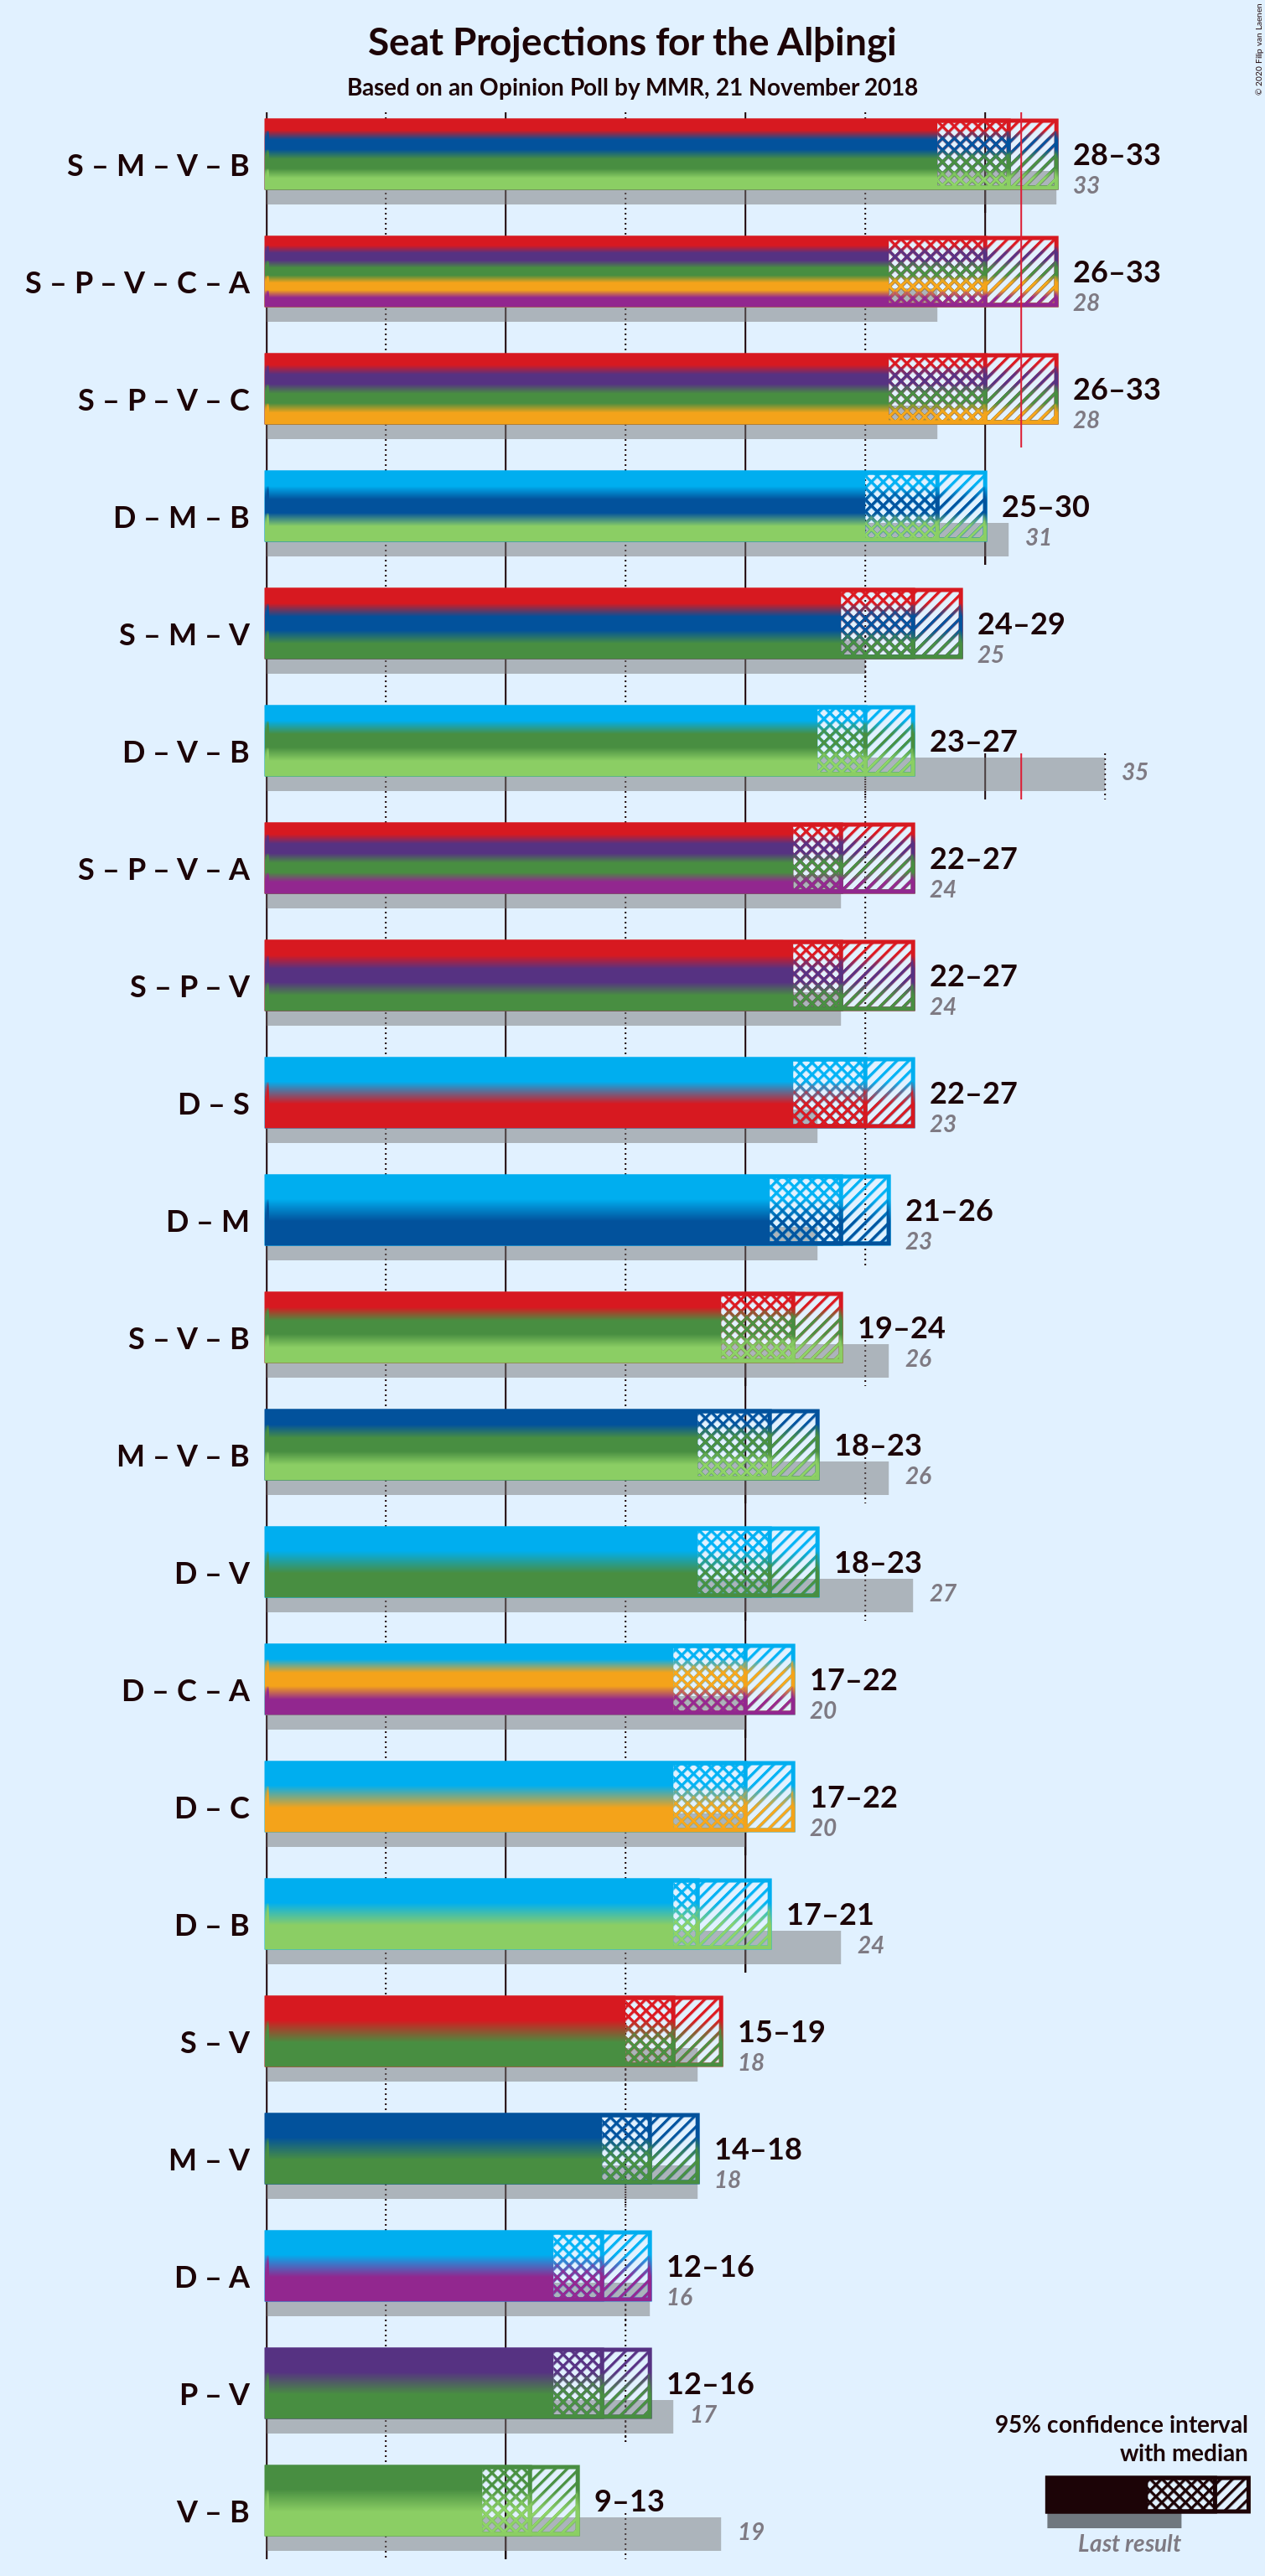 © 2020 Filip van Laenen
Seat Projections for the Alþingi
Based on an Opinion Poll by MMR, 21 November 2018
S – M – V – B
28–33
33
S – P – V – C – A
26–33
28
S – P – V – C
26–33
28
D – M – B
25–30
31
S – M – V
24–29
25
D – V – B
23–27
35
S – P – V – A
22–27
24
S – P – V
22–27
24
D – S
22–27
23
D – M
21–26
23
S – V – B
19–24
26
M – V – B
18–23
26
D – V
18–23
27
D – C – A
17–22
20
D – C
17–22
20
D – B
17–21
24
S – V
15–19
18
M – V
14–18
18
D – A
12–16
16
P – V
12–16
17
V – B
9–13
19
95% confidence interval
with median
Last result